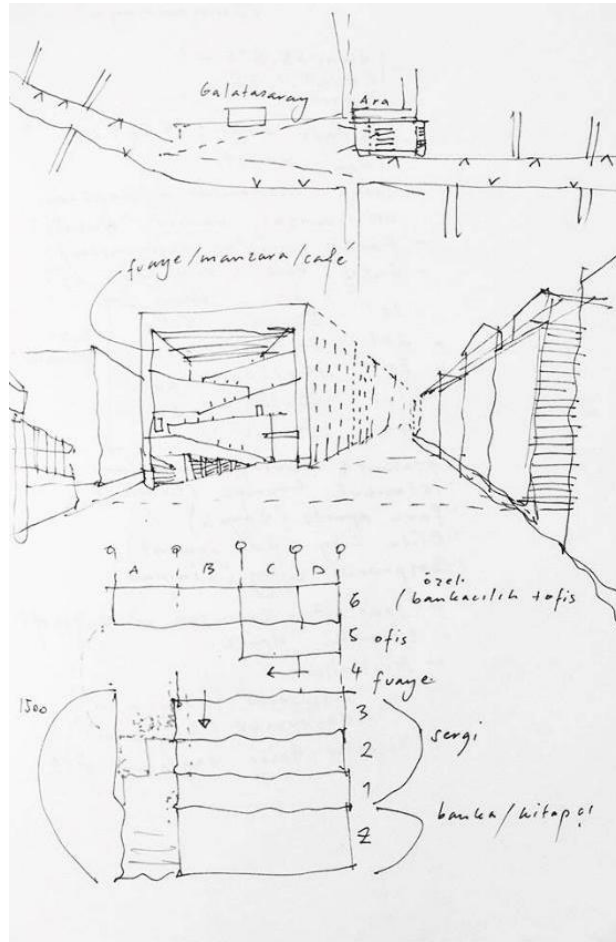 Galatasaray
Ara
fuaye/manzara/café
A B C D
özel
6 /bankacılık + ofis
5 ofis
4 fuaye
1500
3
sergi
2
1
banka/kitapçı
Z